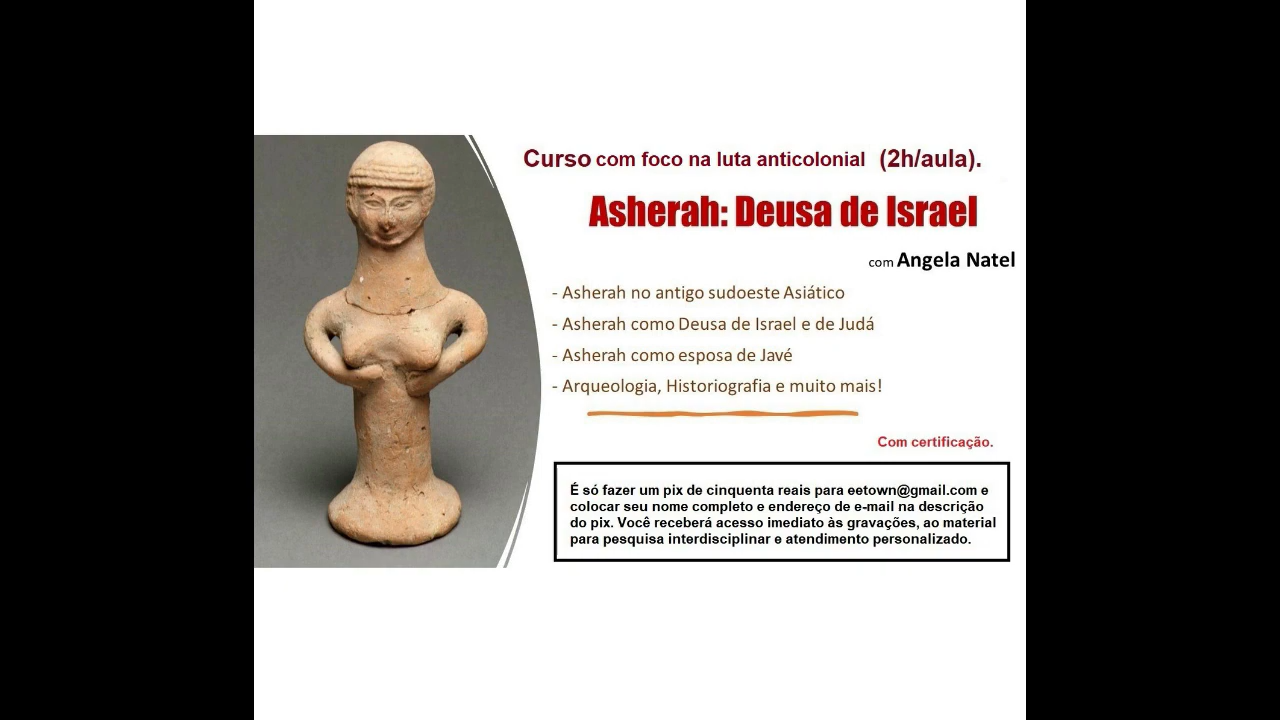 Curso com foco na luta anticolonial (2h/aula).
Asherah: Deusa de Israel
com Angela Natel
- Asherah no antigo sudoeste Asiático
- Asherah como Deusa de Israel e de Judá
- Asherah como esposa de Javé
- Arqueologia, Historiografia e muito mais!
Com certificação.
É só fazer um pix de cinquenta reais para eetown@gmail.com e
colocar seu nome completo e endereço de e-mail na descrição
do pix. Você receberá acesso imediato às gravações, ao material
para pesquisa interdisciplinar e atendimento personalizado.